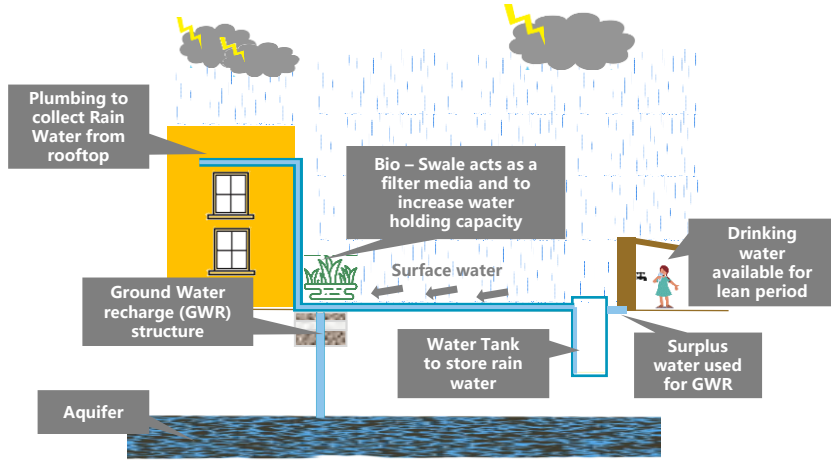 Plumbing to
collect Rain
Water from
rooftop
Bio – Swale acts as a
filter media and to
increase water
holding capacity
Drinking
water
available for
lean period
Surface water
Ground Water
recharge (GWR)
structure
Water Tank
to store rain
water
Surplus
water used
for GWR
Aquifer